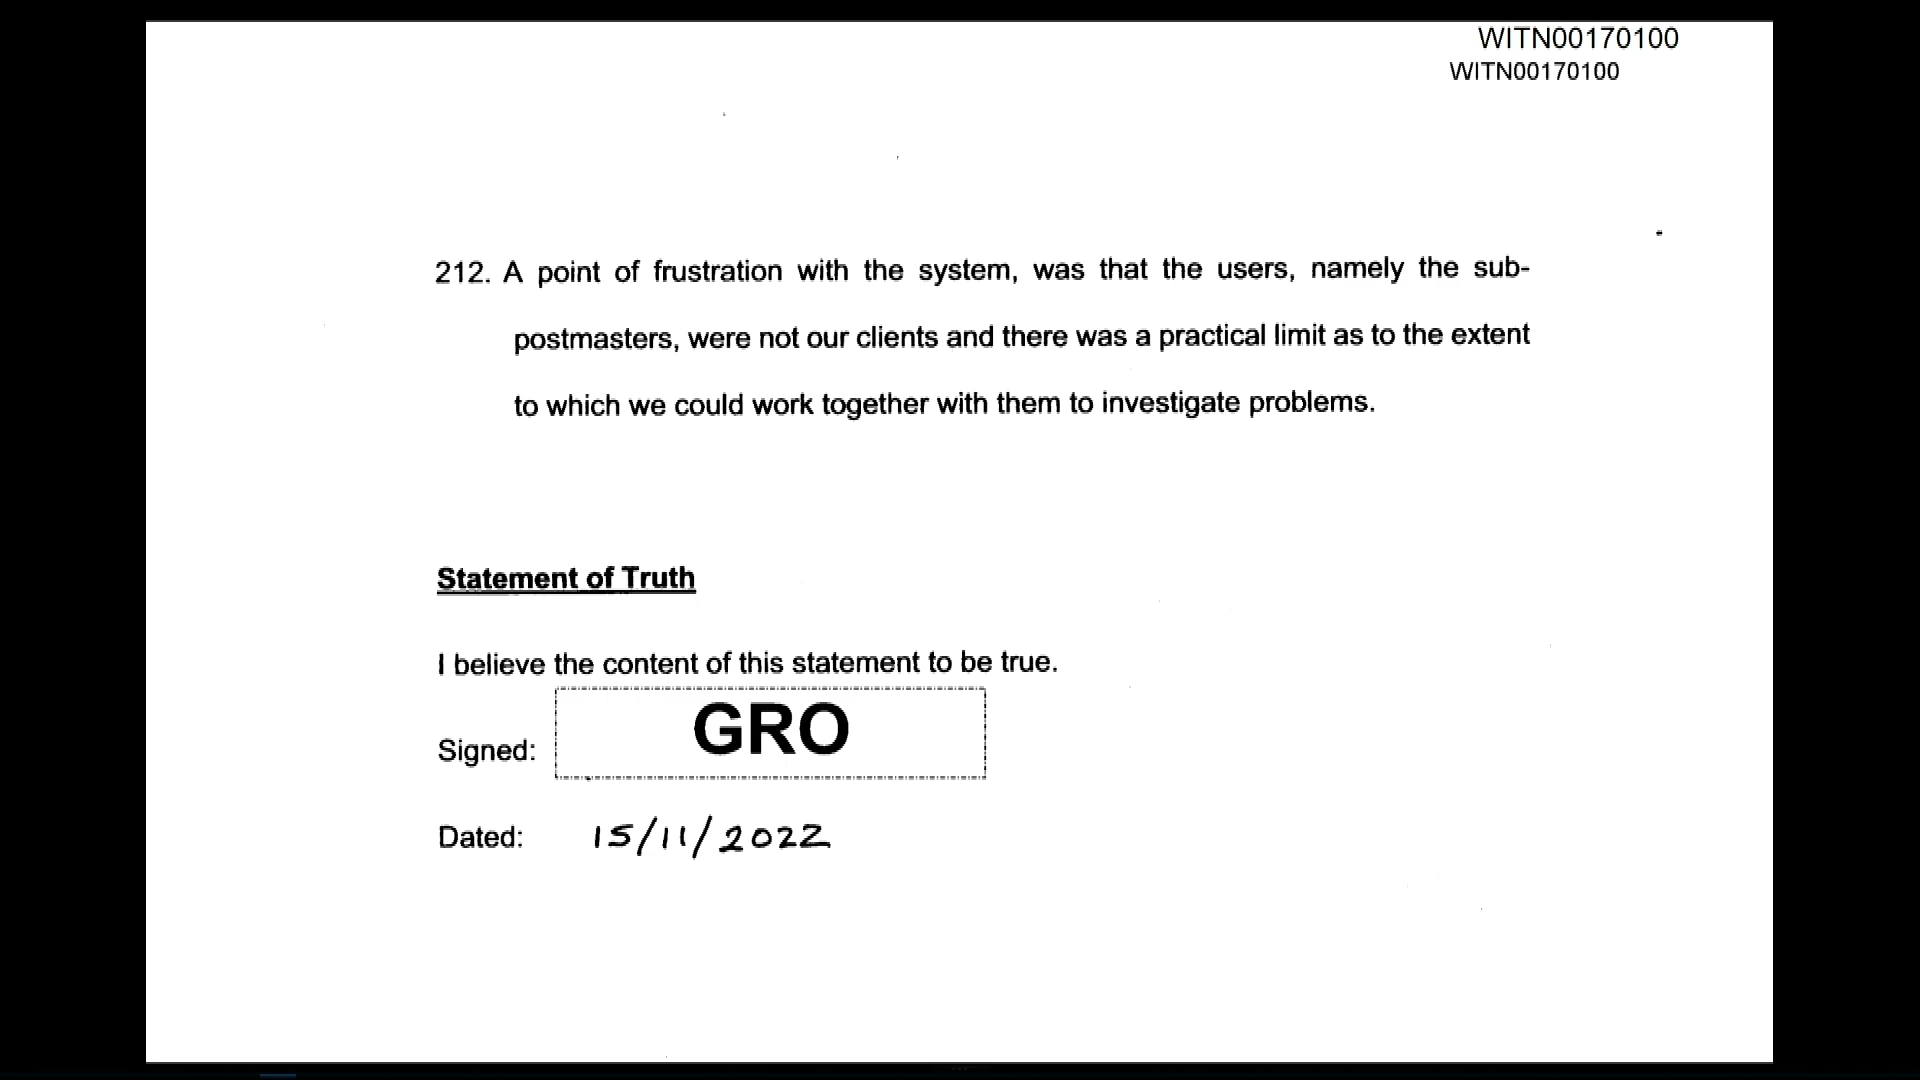 WITN00170100
WITN00170100
212. A point of frustration with the system, was that the users, namely the sub-
postmasters, were not our clients and there was a practical limit as to the extent
to which we could work together with them to investigate problems.
Statement of Truth
I believe the content of this statement to be true.
GRO
Signed:
Dated: 15/11/2022